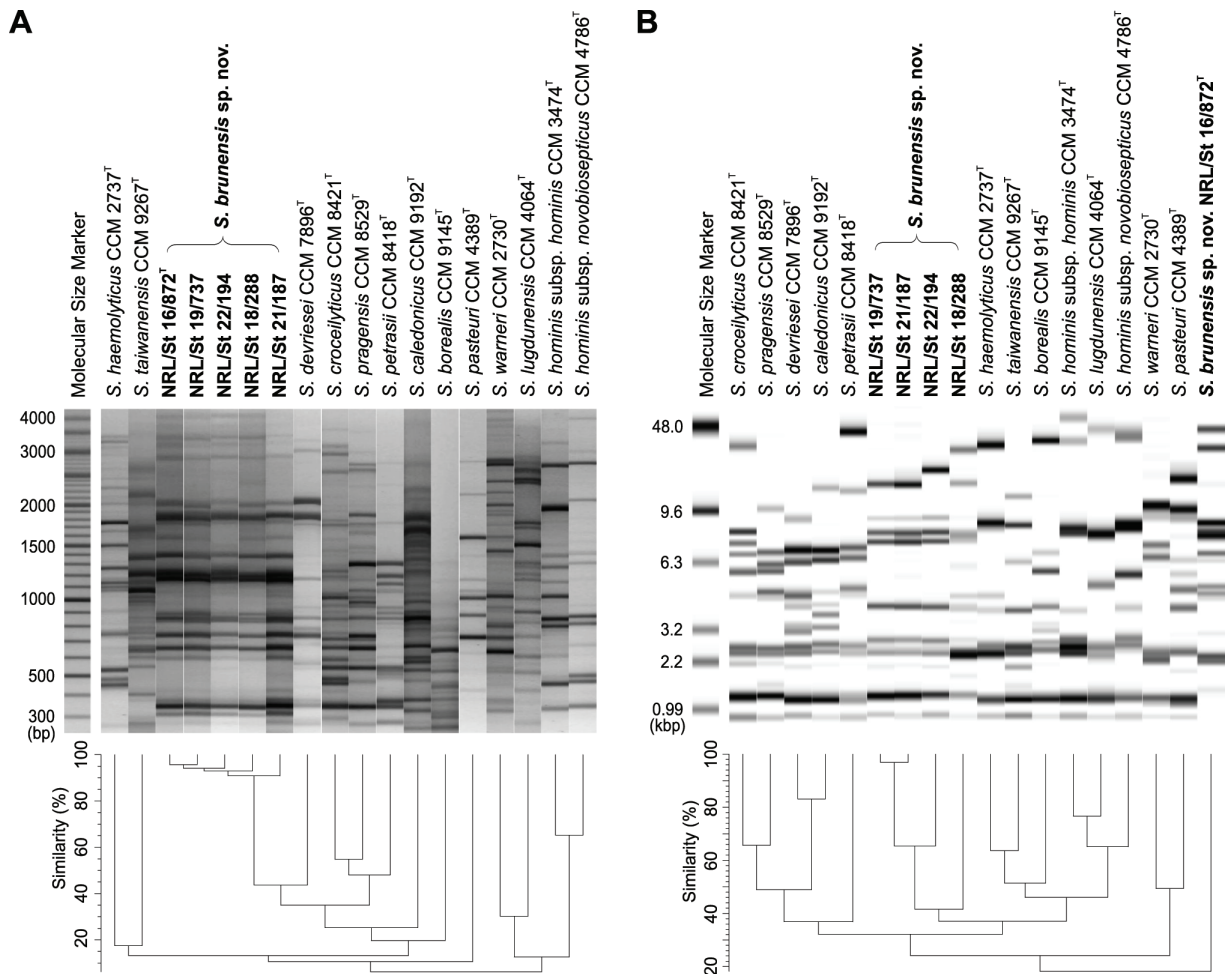 A
Molecular Size Marker
S. haemolyticus CCM 2737T
S. taiwanensis CCM 9267T
S. brunensis sp. nov.
NRL/St 16/872T
NRL/St 19/737
NRL/St 22/194
NRL/St 18/288
NRL/St 21/187
S. devriesei CCM 7896T
S. croceilyticus CCM 8421T
S. pragensis CCM 8529T
S. petrasii CCM 8418T
S. caledonicus CCM 9192T
S. borealis CCM 9145T
S. pasteuri CCM 4389T
S. warneri CCM 2730T
S. lugdunensis CCM 4064T
S. hominis subsp. hominis CCM 3474T
S. hominis subsp. novobiosepticus CCM 4786T
4000
3000
2000
1500
1000
500
300
(bp)
Similarity (%)
100
80
60
40
20
B
Molecular Size Marker
S. croceilyticus CCM 8421T
S. pragensis CCM 8529T
S. devriesei CCM 7896T
S. caledonicus CCM 9192T
S. petrasii CCM 8418T
S. brunensis sp. nov.
NRL/St 19/737
NRL/St 21/187
NRL/St 22/194
NRL/St 18/288
S. haemolyticus CCM 2737T
S. taiwanensis CCM 9267T
S. borealis CCM 9145T
S. hominis subsp. hominis CCM 3474T
S. lugdunensis CCM 4064T
S. hominis subsp. novobiosepticus CCM 4786T
S. warneri CCM 2730T
S. pasteuri CCM 4389T
S. brunensis sp. nov. NRL/St 16/872T
48.0
9.6
6.3
3.2
2.2
0.99
(kbp)
Similarity (%)
100
80
60
40
20